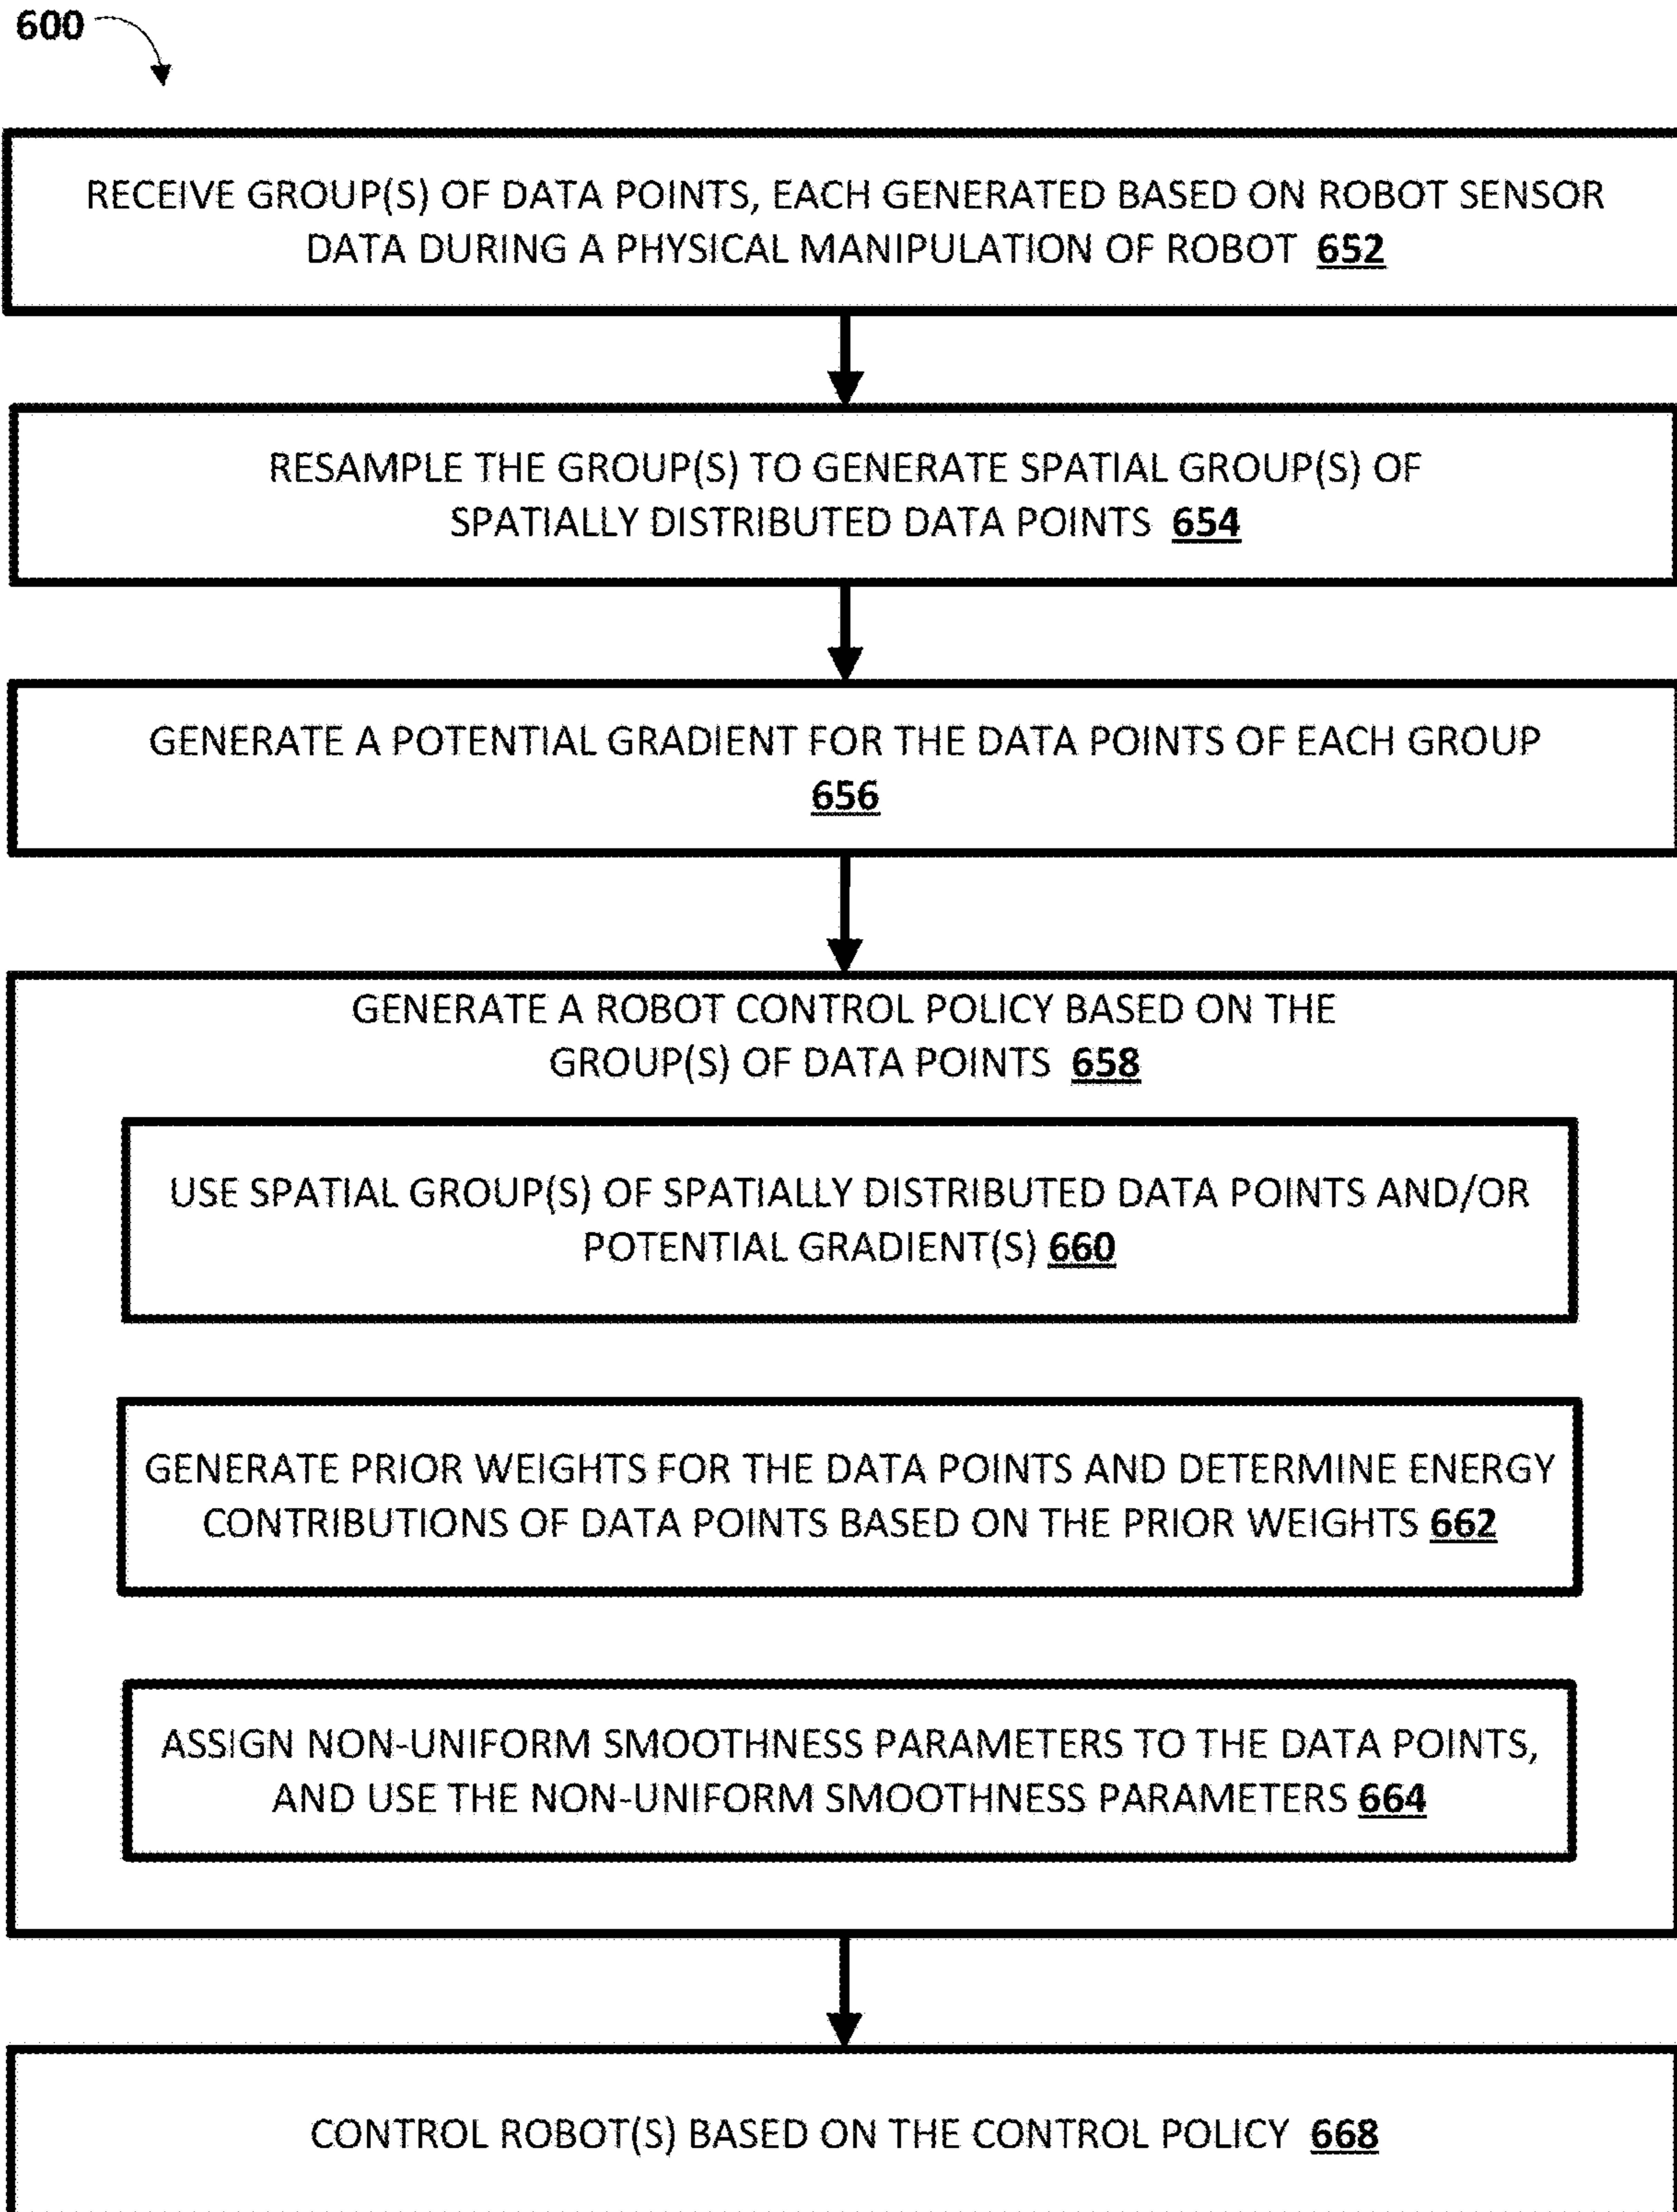 600
RECEIVE GROUP(S) OF DATA POINTS, EACH GENERATED BASED ON ROBOT SENSOR
DATA DURING A PHYSICAL MANIPULATION OF ROBOT 652
RESAMPLE THE GROUP(S) TO GENERATE SPATIAL GROUP(S) OF
SPATIALLY DISTRIBUTED DATA POINTS 654
GENERATE A POTENTIAL GRADIENT FOR THE DATA POINTS OF EACH GROUP
656
GENERATE A ROBOT CONTROL POLICY BASED ON THE
GROUP(S) OF DATA POINTS 658
USE SPATIAL GROUP(S) OF SPATIALLY DISTRIBUTED DATA POINTS AND/OR
POTENTIAL GRADIENT(S) 660
GENERATE PRIOR WEIGHTS FOR THE DATA POINTS AND DETERMINE ENERGY
CONTRIBUTIONS OF DATA POINTS BASED ON THE PRIOR WEIGHTS 662
ASSIGN NON-UNIFORM SMOOTHNESS PARAMETERS TO THE DATA POINTS,
AND USE THE NON-UNIFORM SMOOTHNESS PARAMETERS 664
CONTROL ROBOT(S) BASED ON THE CONTROL POLICY 668